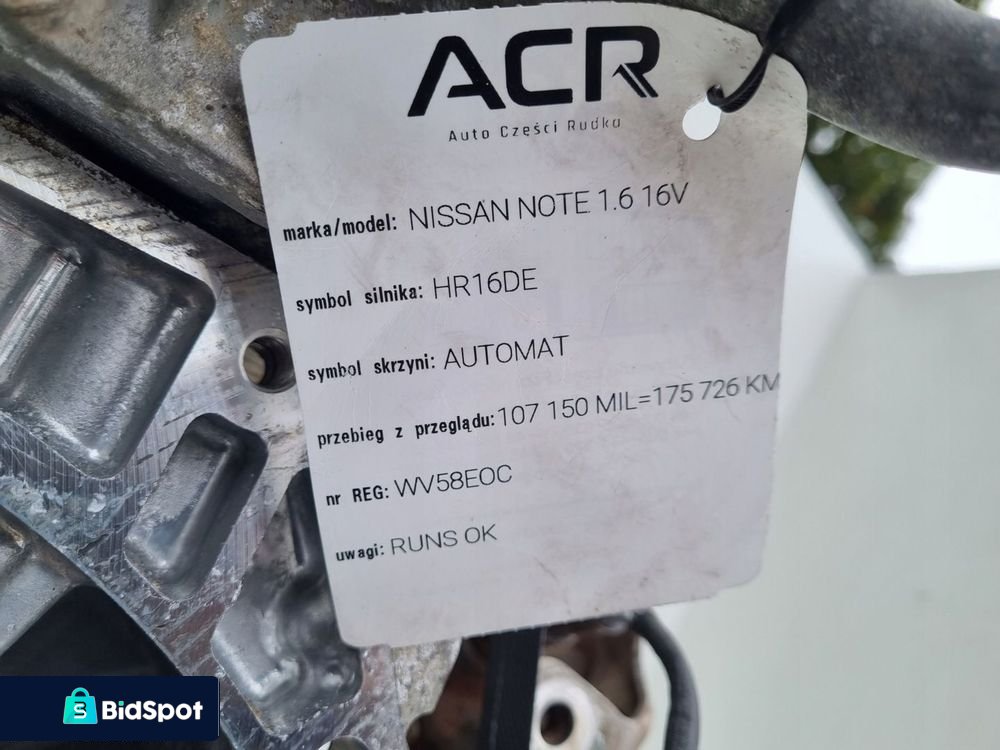 ACR
Auto Części Rudka
marka/model: NISSAN NOTE 1.6 16V
symbol silnika: HR16DE
symbol skrzyni: AUTOMAT
przebieg z przeglądu: 107 150 MIL=175 726 KM
nr REG: WV58EOC
uwagi: RUNS OK
BidSpot